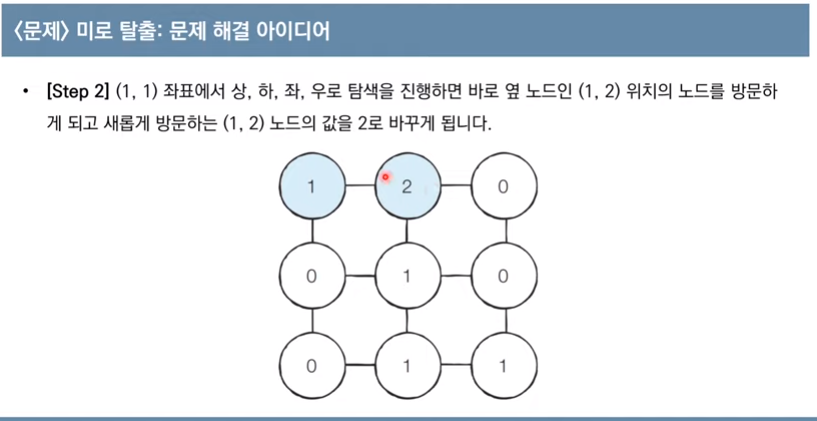 <문제> 미로 탈출: 문제 해결 아이디어
• [Step 2] (1, 1) 좌표에서 상, 하, 좌, 우로 탐색을 진행하면 바로 옆 노드인 (1, 2) 위치의 노드를 방문하
게 되고 새롭게 방문하는 (1, 2) 노드의 값을 2로 바꾸게 됩니다.
1 2 0
0 1 0
0 1 1